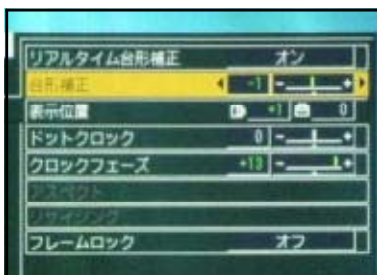 リアルタイム台形補正 オン
台形補正 -1 - +
表示位置 +1 0
ドットクロック 0 - +
クロックフェーズ +13 - +
アスペクト
リサイジング
フレームロック オフ